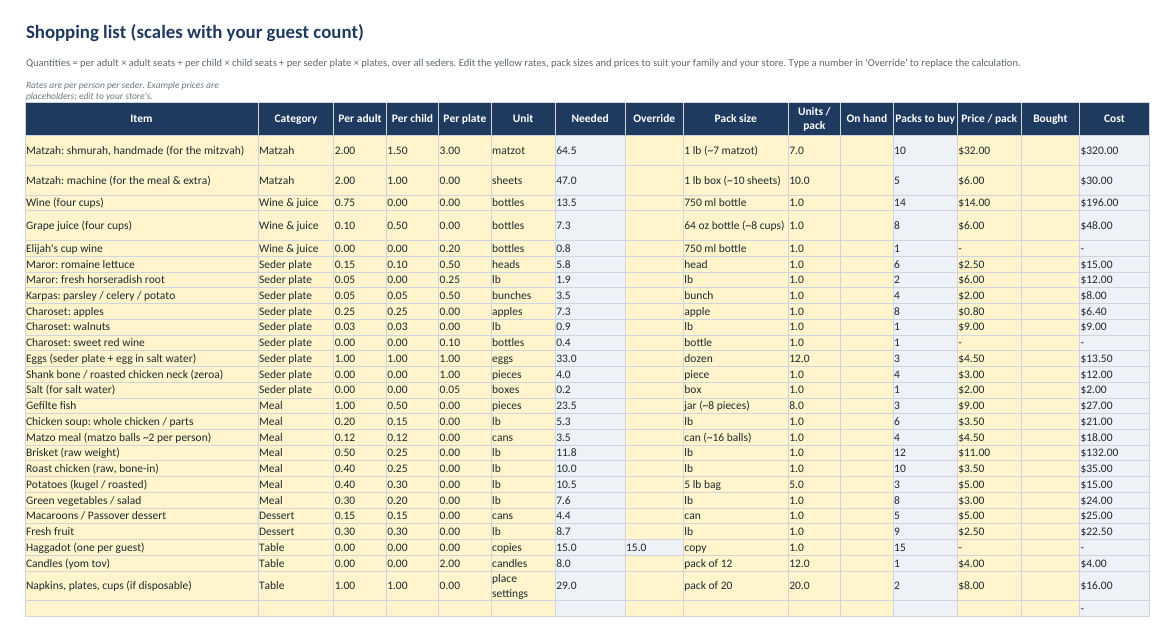 Shopping list (scales with your guest count)
Quantities = per adult × adult seats + per child × child seats + per seder plate × plates, over all seders. Edit the yellow rates, pack sizes and prices to suit your family and your store. Type a number in 'Override' to replace the calculation.
Rates are per person per seder. Example prices are
placeholders; edit to your store's.
Item Category Per adult Per child Per plate Unit Needed Override Pack size Units / pack On hand Packs to buy Price / pack Bought Cost
Matzah: shmurah, handmade (for the mitzvah) Matzah 2.00 1.50 3.00 matzot 64.5 1 lb (~7 matzot) 7.0 10 $32.00 $320.00
Matzah: machine (for the meal & extra) Matzah 2.00 1.00 0.00 sheets 47.0 1 lb box (~10 sheets) 10.0 5 $6.00 $30.00
Wine (four cups) Wine & juice 0.75 0.00 0.00 bottles 13.5 750 ml bottle 1.0 14 $14.00 $196.00
Grape juice (four cups) Wine & juice 0.10 0.50 0.00 bottles 7.3 64 oz bottle (~8 cups) 1.0 8 $6.00 $48.00
Elijah's cup wine Wine & juice 0.00 0.00 0.20 bottles 0.8 750 ml bottle 1.0 1 - -
Maror: romaine lettuce Seder plate 0.15 0.10 0.50 heads 5.8 head 1.0 6 $2.50 $15.00
Maror: fresh horseradish root Seder plate 0.05 0.00 0.25 lb 1.9 lb 1.0 2 $6.00 $12.00
Karpas: parsley / celery / potato Seder plate 0.05 0.05 0.50 bunches 3.5 bunch 1.0 4 $2.00 $8.00
Charoset: apples Seder plate 0.25 0.25 0.00 apples 7.3 apple 1.0 8 $0.80 $6.40
Charoset: walnuts Seder plate 0.03 0.03 0.00 lb 0.9 lb 1.0 1 $9.00 $9.00
Charoset: sweet red wine Seder plate 0.00 0.00 0.10 bottles 0.4 bottle 1.0 1 - -
Eggs (seder plate + egg in salt water) Seder plate 1.00 1.00 1.00 eggs 33.0 dozen 12.0 3 $4.50 $13.50
Shank bone / roasted chicken neck (zeroa) Seder plate 0.00 0.00 1.00 pieces 4.0 piece 1.0 4 $3.00 $12.00
Salt (for salt water) Seder plate 0.00 0.00 0.05 boxes 0.2 box 1.0 1 $2.00 $2.00
Gefilte fish Meal 1.00 0.50 0.00 pieces 23.5 jar (~8 pieces) 8.0 3 $9.00 $27.00
Chicken soup: whole chicken / parts Meal 0.20 0.15 0.00 lb 5.3 lb 1.0 6 $3.50 $21.00
Matzo meal (matzo balls ~2 per person) Meal 0.12 0.12 0.00 cans 3.5 can (~16 balls) 1.0 4 $4.50 $18.00
Brisket (raw weight) Meal 0.50 0.25 0.00 lb 11.8 lb 1.0 12 $11.00 $132.00
Roast chicken (raw, bone-in) Meal 0.40 0.25 0.00 lb 10.0 lb 1.0 10 $3.50 $35.00
Potatoes (kugel / roasted) Meal 0.40 0.30 0.00 lb 10.5 5 lb bag 5.0 3 $5.00 $15.00
Green vegetables / salad Meal 0.30 0.20 0.00 lb 7.6 lb 1.0 8 $3.00 $24.00
Macaroons / Passover dessert Dessert 0.15 0.15 0.00 cans 4.4 can 1.0 5 $5.00 $25.00
Fresh fruit Dessert 0.30 0.30 0.00 lb 8.7 lb 1.0 9 $2.50 $22.50
Haggadot (one per guest) Table 0.00 0.00 0.00 copies 15.0 15.0 copy 1.0 15 - -
Candles (yom tov) Table 0.00 0.00 2.00 candles 8.0 pack of 12 12.0 1 $4.00 $4.00
Napkins, plates, cups (if disposable) Table 1.00 1.00 0.00 place settings 29.0 pack of 20 20.0 2 $8.00 $16.00
-